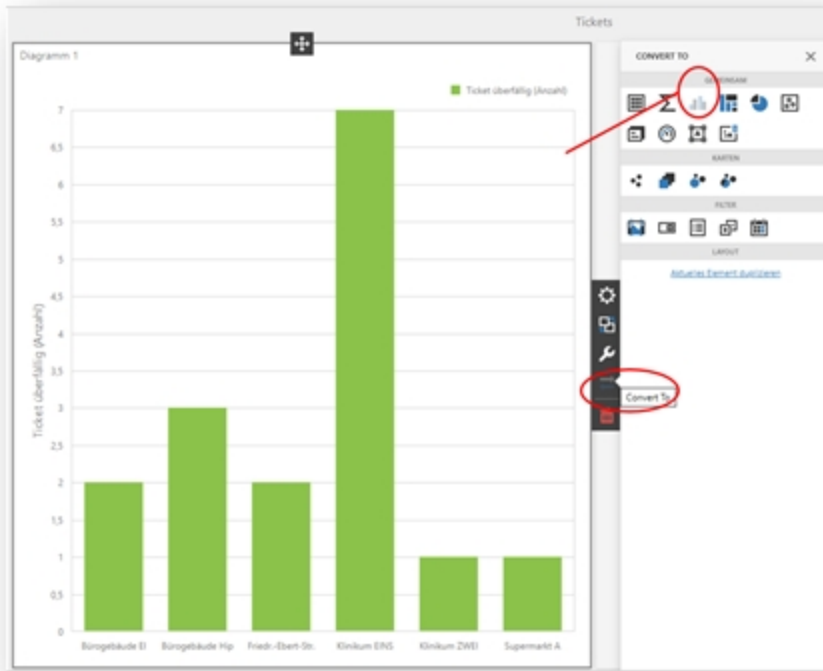 Tickets
Diagramm 1
CONVERT TO
GEMEINSAM
Ticket überfällig (Anzahl)
7
6,5
6
5,5
5
4,5
4
3,5
3
2,5
2
1,5
1
0,5
0
Ticket überfällig (Anzahl)
Bürogebäude EI
Bürogebäude Hip
Friedr.-Ebert-Str.
Klinikum EINS
Klinikum ZWEI
Supermarkt A
KARTEN
FILTER
LAYOUT
Aktuelles Element duplizieren
Convert To